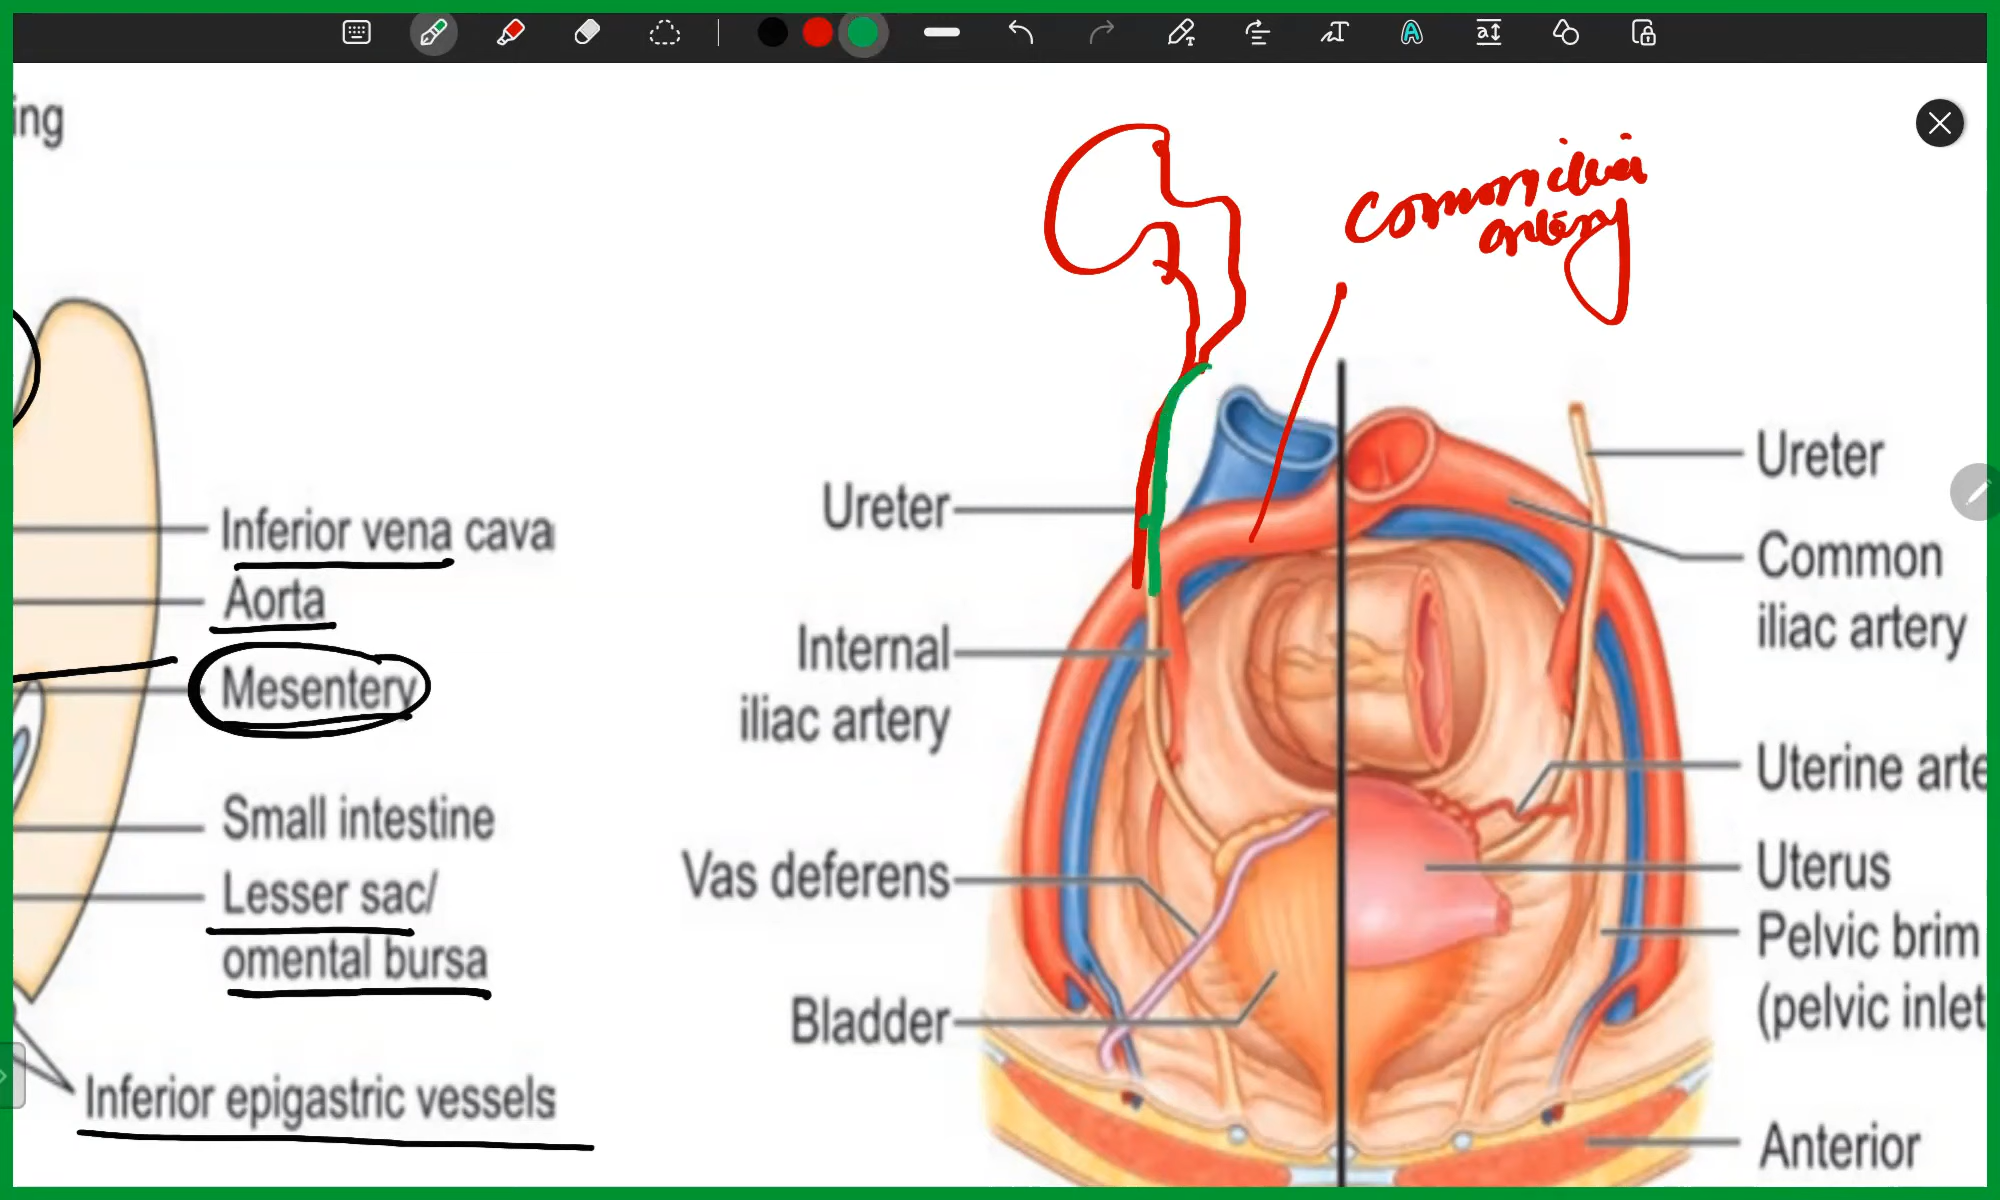 ing
Comon iliac
artery
Inferior vena cava
Aorta
Mesentery
Small intestine
Lesser sac/
omental bursa
Inferior epigastric vessels
Ureter
Internal
iliac artery
Vas deferens
Bladder
Ureter
Common
iliac artery
Uterine arte
Uterus
Pelvic brim
(pelvic inlet
Anterior